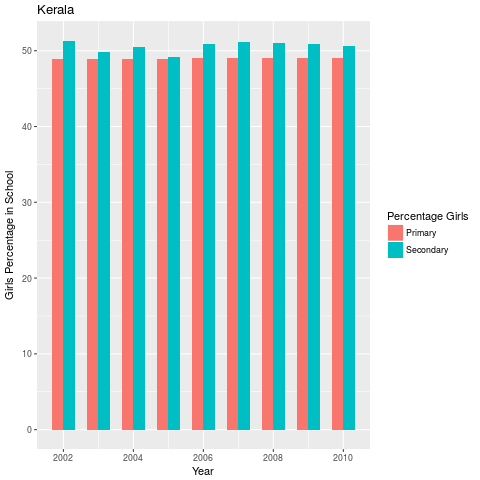 Kerala
50
40
30
20
10
0
Girls Percentage in School
2002 2004 2006 2008 2010
Year
Percentage Girls
Primary
Secondary